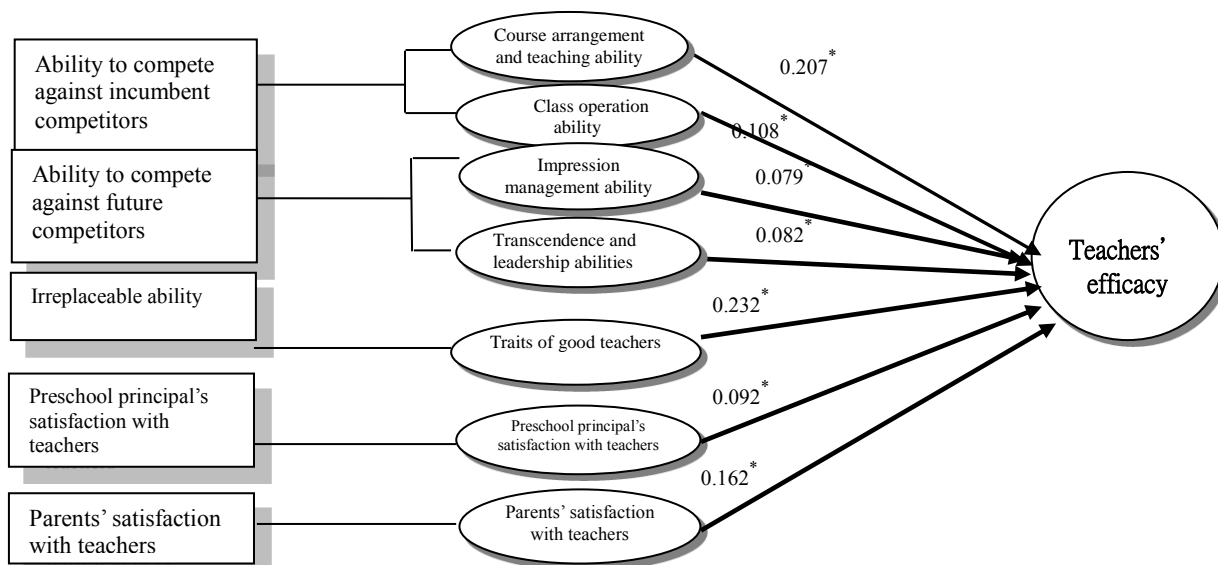 Ability to compete
against incumbent
competitors
Ability to compete
against future
competitors
Irreplaceable ability
Preschool principal’s
satisfaction with
teachers
Parents’ satisfaction
with teachers
Course arrangement
and teaching ability
Class operation
ability
Impression
management ability
Transcendence and
leadership abilities
Traits of good teachers
Preschool principal’s
satisfaction with teachers
Parents’ satisfaction
with teachers
0.207*
0.108*
0.079*
0.082*
0.232*
0.092*
0.162*
Teachers’
efficacy